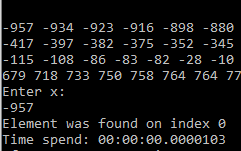 -957 -934 -923 -916 -898 -880
-417 -397 -382 -375 -352 -345
-115 -108 -86 -83 -82 -28 -10
679 718 733 750 758 764 764 77
Enter x:
-957
Element was found on index 0
Time spend: 00:00:00.0000103